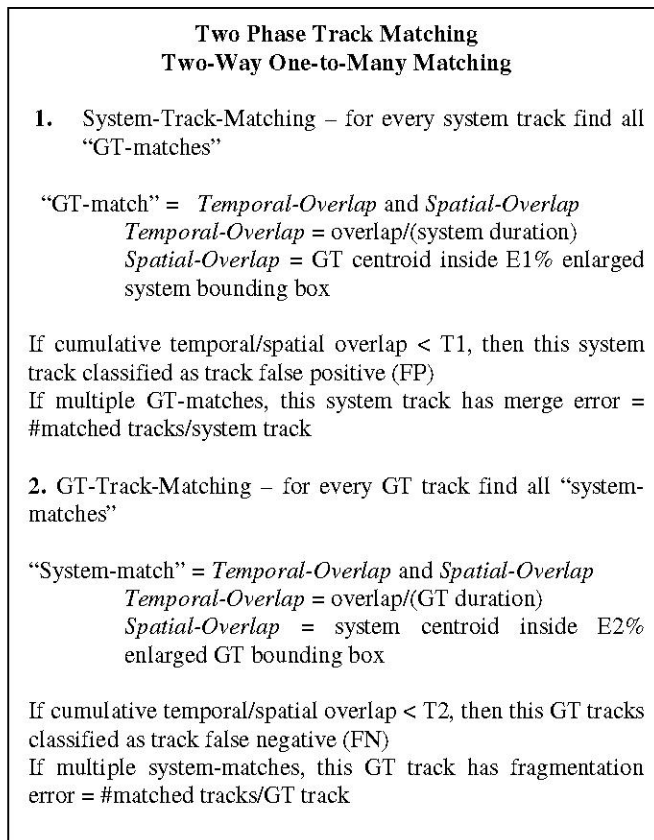 Two Phase Track Matching
Two-Way One-to-Many Matching
1. System-Track-Matching – for every system track find all
“GT-matches”
“GT-match” = Temporal-Overlap and Spatial-Overlap
Temporal-Overlap = overlap/(system duration)
Spatial-Overlap = GT centroid inside E1% enlarged
system bounding box
If cumulative temporal/spatial overlap < T1, then this system
track classified as track false positive (FP)
If multiple GT-matches, this system track has merge error =
#matched tracks/system track
2. GT-Track-Matching – for every GT track find all “system-
matches”
“System-match” = Temporal-Overlap and Spatial-Overlap
Temporal-Overlap = overlap/(GT duration)
Spatial-Overlap = system centroid inside E2%
enlarged GT bounding box
If cumulative temporal/spatial overlap < T2, then this GT tracks
classified as track false negative (FN)
If multiple system-matches, this GT track has fragmentation
error = #matched tracks/GT track